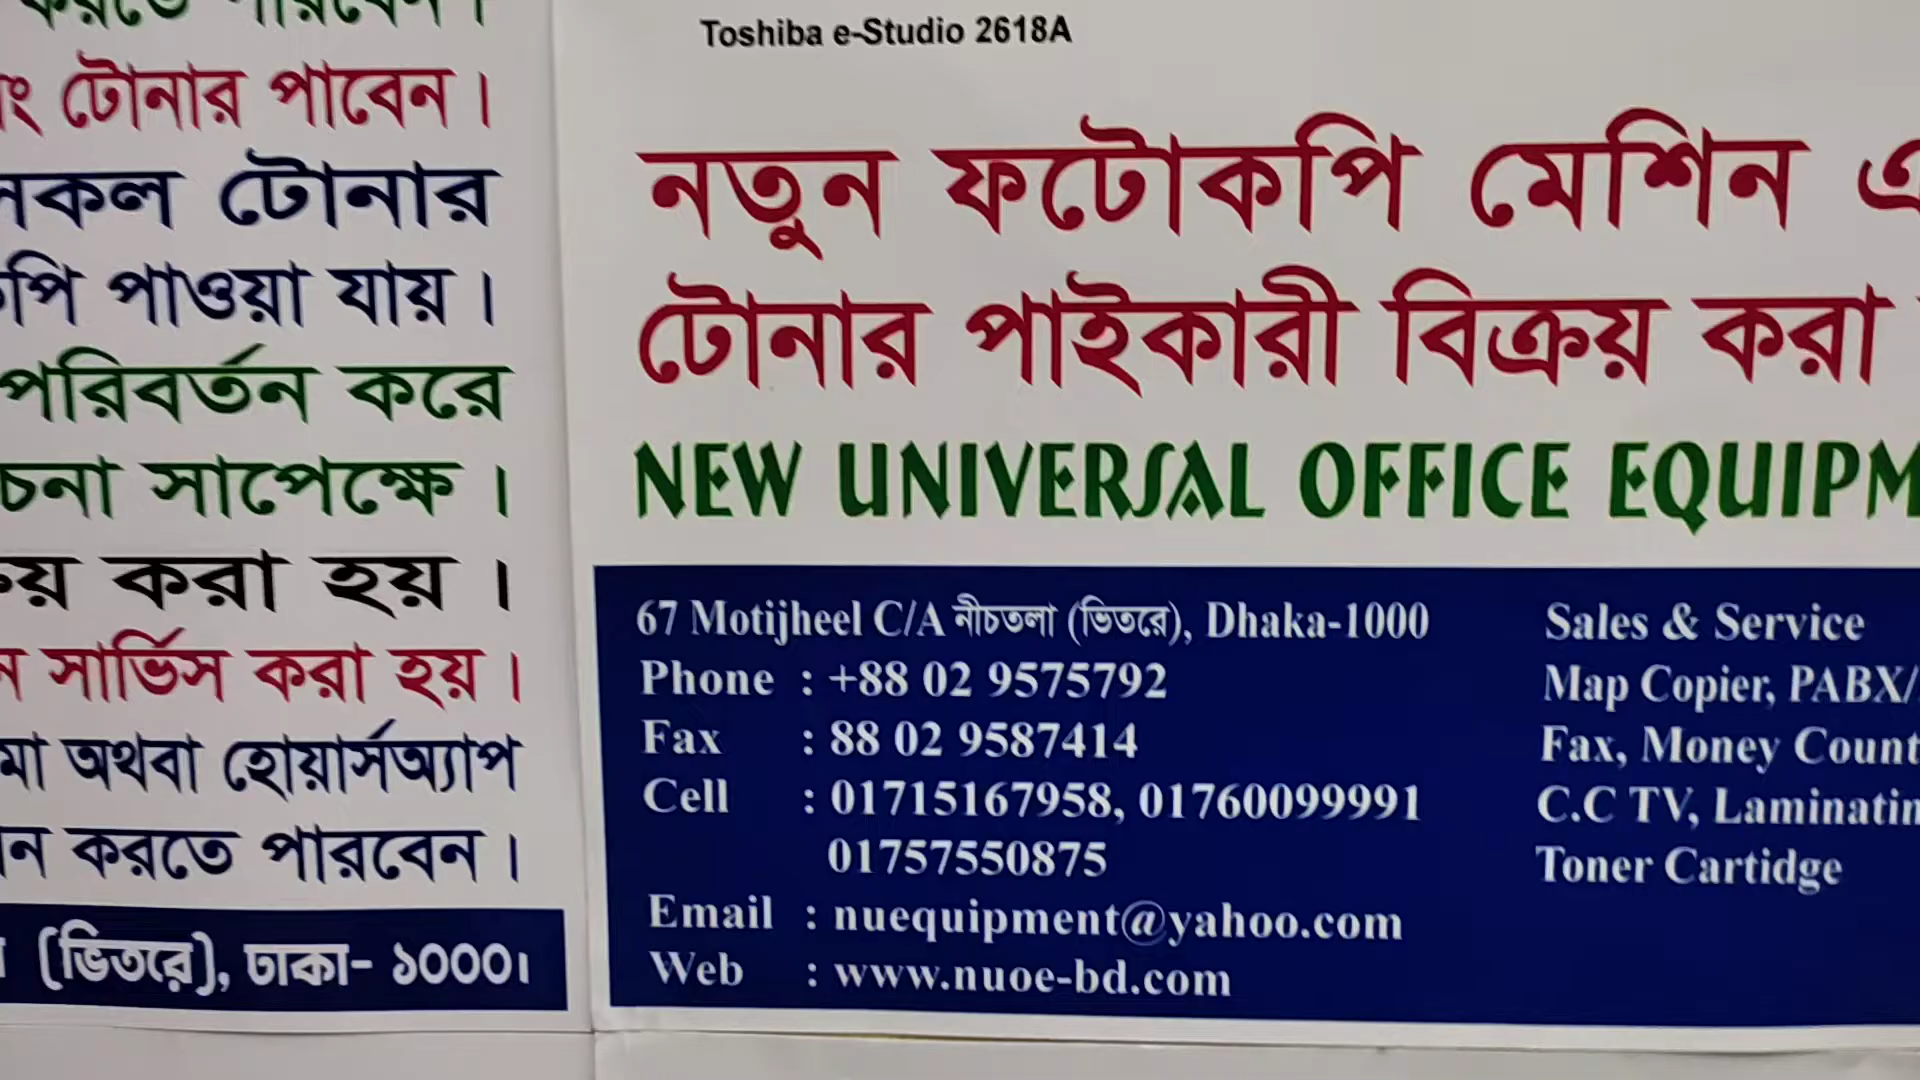 করতে পারবেন।
টোনার পাবেন।
সকল টোনার
পাওয়া যায়।
পরিবর্তন করে
সাপেক্ষে।
করা হয়।
সার্ভিস করা হয়।
অথবা হোয়ার্সঅ্যাপ
করতে পারবেন।
(ভিতরে), ঢাকা- ১০০০।
Toshiba e-Studio 2618A
নতুন ফটোকপি মেশিন
টোনার পাইকারী বিক্রয় করা
NEW UNIVERSAL OFFICE EQUIPM
67 Motijheel C/A নীচতলা (ভিতরে), Dhaka-1000
Phone : +88 02 9575792
Fax : 88 02 9587414
Cell : 01715167958, 01760099991
01757550875
Email : nuequipment@yahoo.com
Web : www.nuoe-bd.com
Sales & Service
Map Copier, PABX/
Fax, Money Count
C.C TV, Laminatin
Toner Cartidge